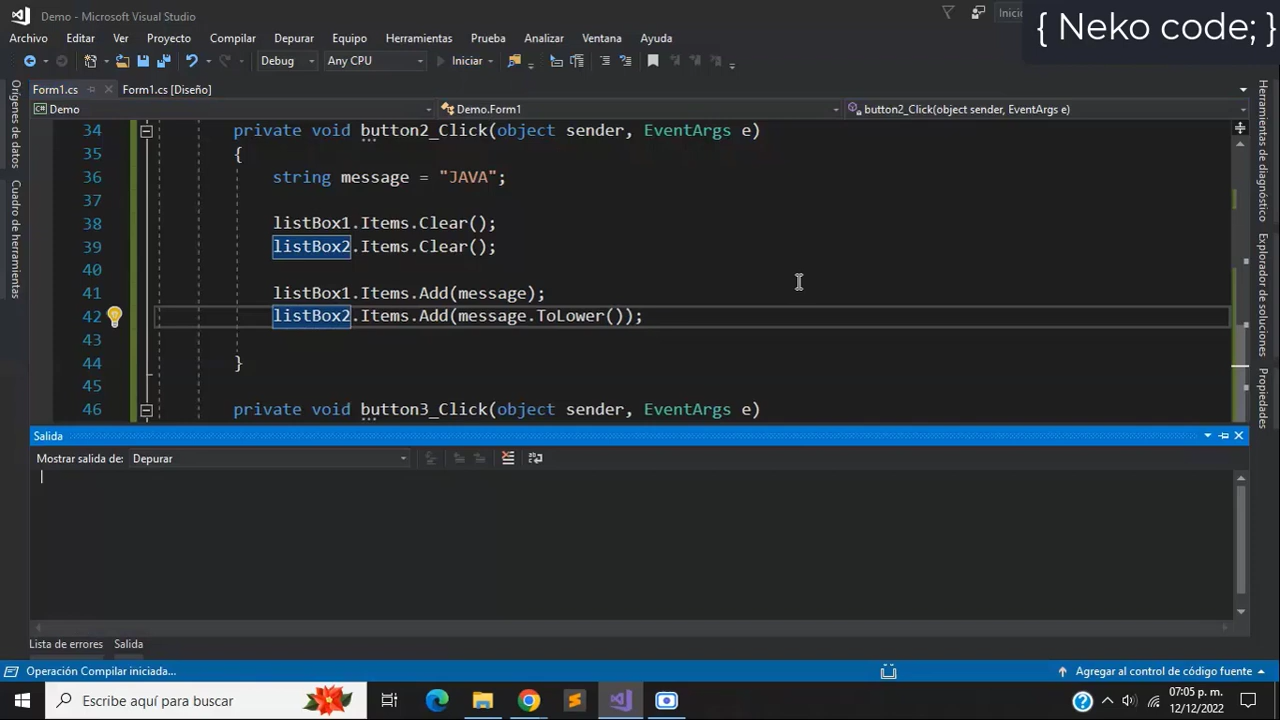 Demo - Microsoft Visual Studio
Inicio
{ Neko code; }
Archivo Editar Ver Proyecto Compilar Depurar Equipo Herramientas Prueba Analizar Ventana Ayuda
Debug Any CPU Iniciar
Form1.cs Form1.cs [Diseño]
Demo Demo.Form1 button2_Click(object sender, EventArgs e)
34 private void button2_Click(object sender, EventArgs e)
35 {
36 string message = "JAVA";
37
38 listBox1.Items.Clear();
39 listBox2.Items.Clear();
40
41 listBox1.Items.Add(message);
42 listBox2.Items.Add(message.ToLower());
43
44 }
45
46 private void button3_Click(object sender, EventArgs e)
Orígenes de datos
Cuadro de herramientas
Herramientas de diagnóstico
Explorador de soluciones
Propiedades
Salida
Mostrar salida de: Depurar
Lista de errores Salida
Operación Compilar iniciada...
Agregar al control de código fuente
Escribe aquí para buscar
07:05 p. m.
12/12/2022